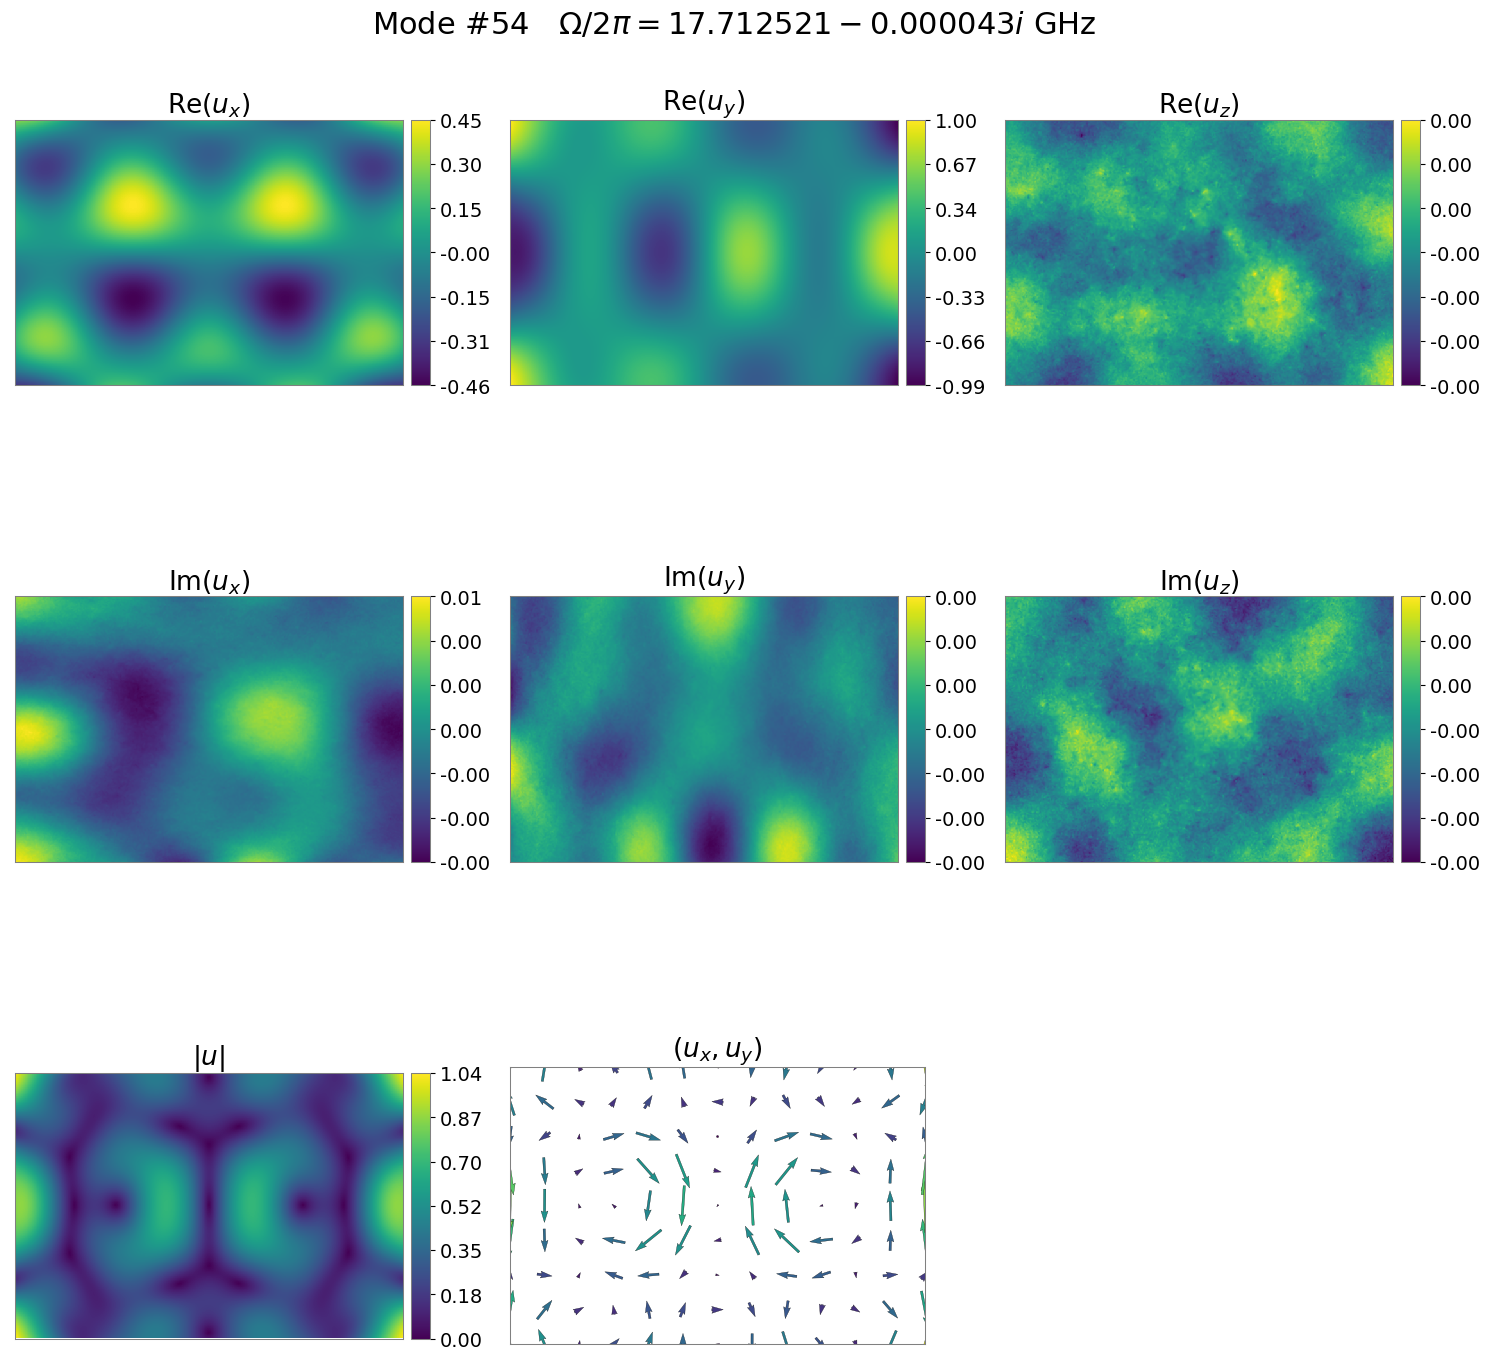 Mode #54 Ω/2π = 17.712521 − 0.000043i GHz
Re(u_x) Re(u_y) Re(u_z)
0.45 1.00 0.00
0.30 0.67 0.00
0.15 0.34 0.00
-0.00 0.00 -0.00
-0.15 -0.33 -0.00
-0.31 -0.66 -0.00
-0.46 -0.99 -0.00
Im(u_x) Im(u_y) Im(u_z)
0.01 0.00 0.00
0.00 0.00 0.00
0.00 0.00 0.00
0.00 0.00 -0.00
-0.00 -0.00 -0.00
-0.00 -0.00 -0.00
-0.00 -0.00 -0.00
|u| (u_x, u_y)
1.04
0.87
0.70
0.52
0.35
0.18
0.00